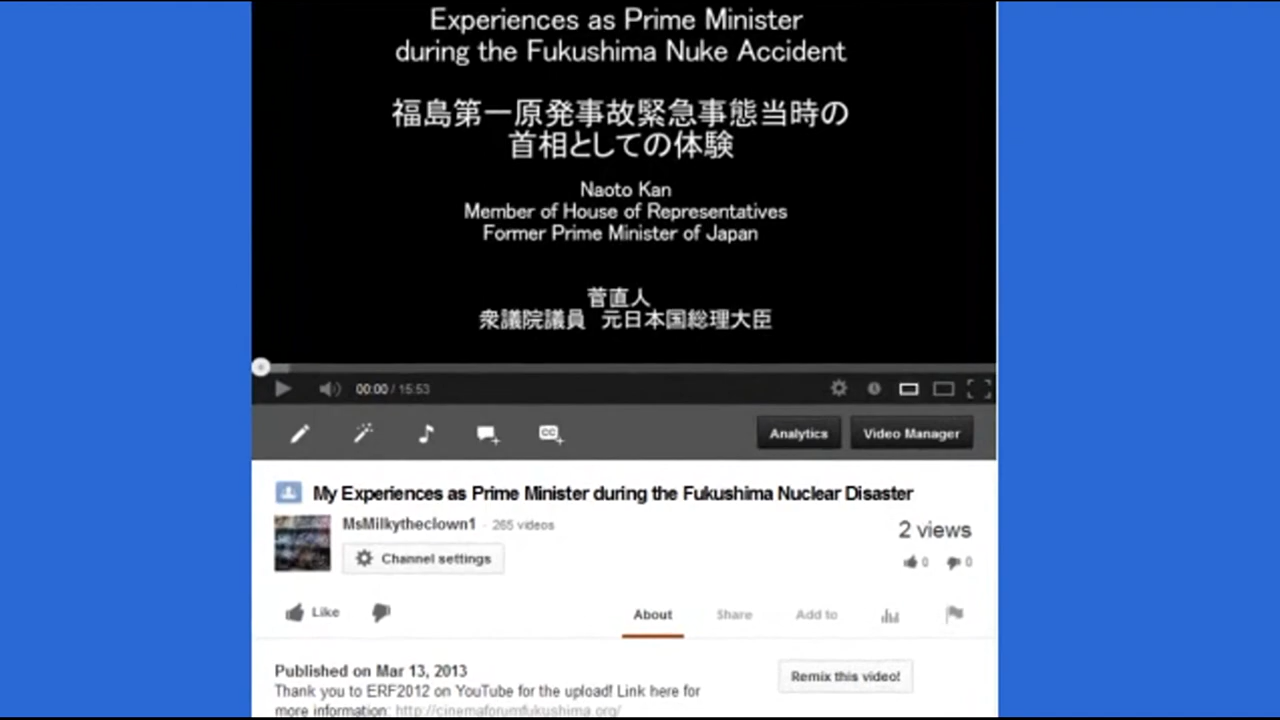 Experiences as Prime Minister
during the Fukushima Nuke Accident
福島第一原発事故緊急事態当時の
首相としての体験
Naoto Kan
Member of House of Representatives
Former Prime Minister of Japan
菅直人
衆議院議員　元日本国総理大臣
00:00 / 15:53
CC
Analytics
Video Manager
My Experiences as Prime Minister during the Fukushima Nuclear Disaster
MsMilkytheclown1 · 265 videos
2 views
Channel settings
0 0
Like
About
Share
Add to
Published on Mar 13, 2013
Remix this video!
Thank you to ERF2012 on YouTube for the upload! Link here for
more information: http://cinemaforumfukushima.org/